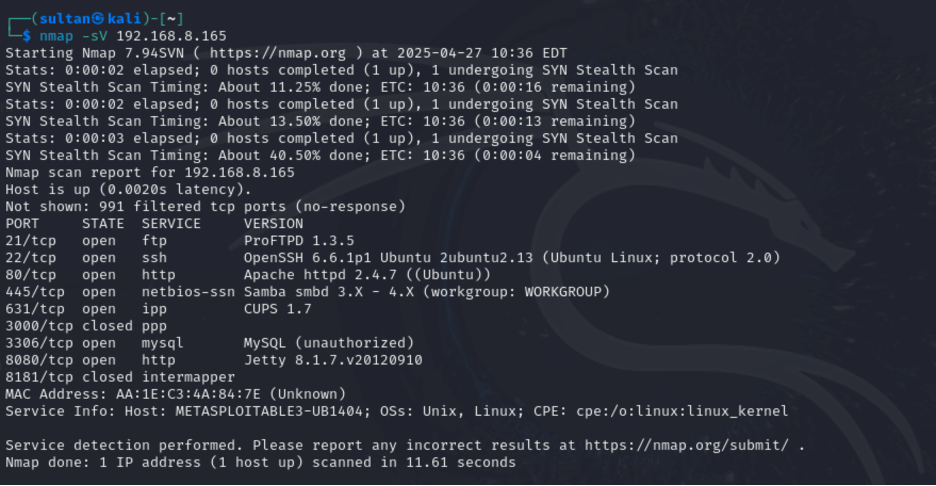 ┌──(sultan㉿kali)-[~]
└─$ nmap -sV 192.168.8.165
Starting Nmap 7.94SVN ( https://nmap.org ) at 2025-04-27 10:36 EDT
Stats: 0:00:02 elapsed; 0 hosts completed (1 up), 1 undergoing SYN Stealth Scan
SYN Stealth Scan Timing: About 11.25% done; ETC: 10:36 (0:00:16 remaining)
Stats: 0:00:02 elapsed; 0 hosts completed (1 up), 1 undergoing SYN Stealth Scan
SYN Stealth Scan Timing: About 13.50% done; ETC: 10:36 (0:00:13 remaining)
Stats: 0:00:03 elapsed; 0 hosts completed (1 up), 1 undergoing SYN Stealth Scan
SYN Stealth Scan Timing: About 40.50% done; ETC: 10:36 (0:00:04 remaining)
Nmap scan report for 192.168.8.165
Host is up (0.0020s latency).
Not shown: 991 filtered tcp ports (no-response)
PORT     STATE  SERVICE     VERSION
21/tcp   open   ftp         ProFTPD 1.3.5
22/tcp   open   ssh         OpenSSH 6.6.1p1 Ubuntu 2ubuntu2.13 (Ubuntu Linux; protocol 2.0)
80/tcp   open   http        Apache httpd 2.4.7 ((Ubuntu))
445/tcp  open   netbios-ssn Samba smbd 3.X - 4.X (workgroup: WORKGROUP)
631/tcp  open   ipp         CUPS 1.7
3000/tcp closed ppp
3306/tcp open   mysql       MySQL (unauthorized)
8080/tcp open   http        Jetty 8.1.7.v20120910
8181/tcp closed intermapper
MAC Address: AA:1E:C3:4A:84:7E (Unknown)
Service Info: Host: METASPLOITABLE3-UB1404; OSs: Unix, Linux; CPE: cpe:/o:linux:linux_kernel

Service detection performed. Please report any incorrect results at https://nmap.org/submit/ .
Nmap done: 1 IP address (1 host up) scanned in 11.61 seconds